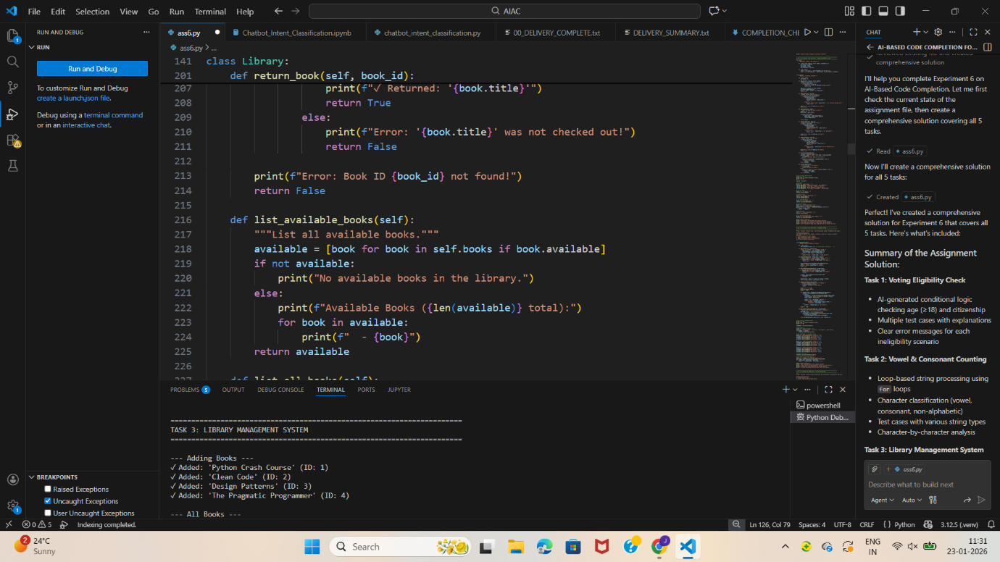 File Edit Selection View Go Run Terminal Help
AIAC
RUN AND DEBUG
RUN
Run and Debug
To customize Run and Debug
create a launch.json file.
Debug using a terminal command
or in an interactive chat.
BREAKPOINTS
Raised Exceptions
Uncaught Exceptions
User Uncaught Exceptions
ass6.py
Chatbot_Intent_Classification.ipynb
chatbot_intent_classification.py
00_DELIVERY_COMPLETE.txt
DELIVERY_SUMMARY.txt
COMPLETION_CHE
ass6.py > ...
141 class Library:
201 def return_book(self, book_id):
207 print(f"✓ Returned: '{book.title}'")
208 return True
209 else:
210 print(f"Error: '{book.title}' was not checked out!")
211 return False
212
213 print(f"Error: Book ID {book_id} not found!")
214 return False
215
216 def list_available_books(self):
217 """List all available books."""
218 available = [book for book in self.books if book.available]
219 if not available:
220 print("No available books in the library.")
221 else:
222 print(f"Available Books ({len(available)} total):")
223 for book in available:
224 print(f"  - {book}")
225 return available
226
227 def list_all_books(self):
PROBLEMS 5 OUTPUT DEBUG CONSOLE TERMINAL PORTS JUPYTER
powershell
Python Deb...
======================================================================
TASK 3: LIBRARY MANAGEMENT SYSTEM
======================================================================
--- Adding Books ---
✓ Added: 'Python Crash Course' (ID: 1)
✓ Added: 'Clean Code' (ID: 2)
✓ Added: 'Design Patterns' (ID: 3)
✓ Added: 'The Pragmatic Programmer' (ID: 4)
--- All Books ---
CHAT
AI-BASED CODE COMPLETION FO...
Reviewed existing file and created
comprehensive solution
I'll help you complete Experiment 6 on
AI-Based Code Completion. Let me first
check the current state of the
assignment file, then create a
comprehensive solution covering all 5
tasks.
Read ass6.py
Now I'll create a comprehensive solution
for all 5 tasks:
Created ass6.py
Perfect! I've created a comprehensive
solution for Experiment 6 that covers all
5 tasks. Here's what's included:
Summary of the Assignment
Solution:
Task 1: Voting Eligibility Check
• AI-generated conditional logic
checking age (≥18) and citizenship
• Multiple test cases with explanations
• Clear error messages for each
ineligibility scenario
Task 2: Vowel & Consonant Counting
• Loop-based string processing using
for loops
• Character classification (vowel,
consonant, non-alphabetic)
• Test cases with various string types
• Character-by-character analysis
Task 3: Library Management System
ass6.py
Describe what to build next
Agent Auto
0 5 Indexing completed.
Ln 126, Col 79 Spaces: 4 UTF-8 CRLF { } Python 3.12.5 (.venv)
2 24°C
Sunny
Search
J
ENG
IN
11:31
23-01-2026